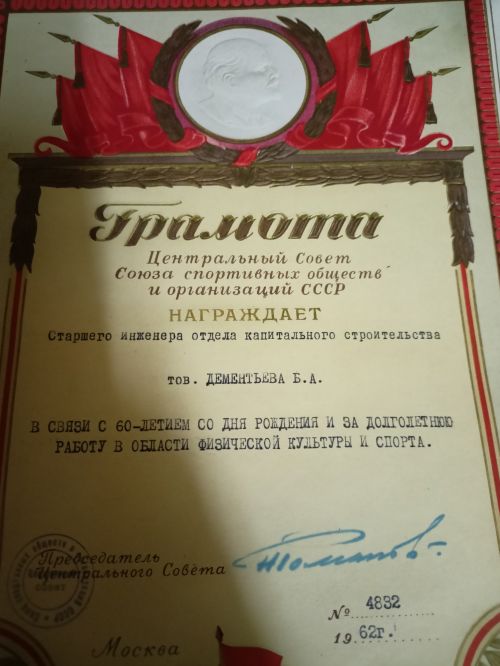 Грамота
Центральный Совет
Союза спортивных обществ
и организаций СССР
НАГРАЖДАЕТ
Старшего инженера отдела капитального строительства
тов. ДЕМЕНТЬЕВА Б.А.
В СВЯЗИ С 60-ЛЕТИЕМ СО ДНЯ РОЖДЕНИЯ И ЗА ДОЛГОЛЕТНЮЮ
РАБОТУ В ОБЛАСТИ ФИЗИЧЕСКОЙ КУЛЬТУРЫ И СПОРТА.
Председатель
Центрального Совета
№ 4832
1962г.
Москва